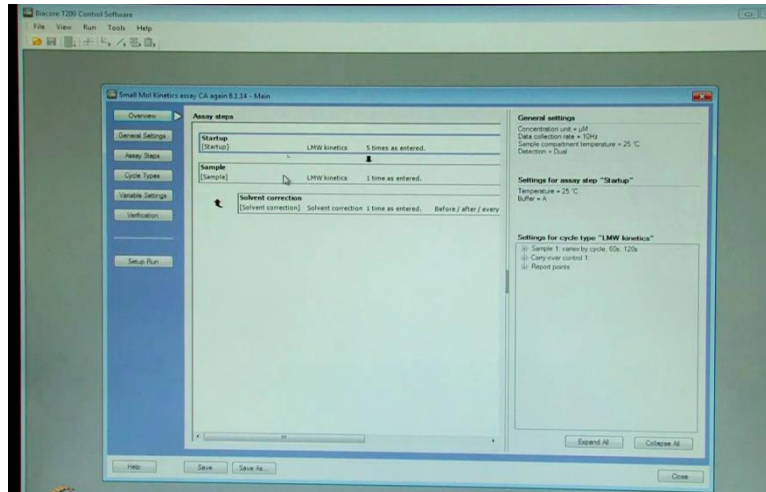 Biacore T200 Control Software
File View Run Tools Help
Small Mol Kinetics assay CA again 8.1.14 - Main
Overview
General Settings
Assay Steps
Cycle Types
Variable Settings
Verification
Setup Run
Assay steps
Startup
[Startup] LMW kinetics 5 times as entered.
Sample
[Sample] LMW kinetics 1 time as entered.
Solvent correction
[Solvent correction] Solvent correction 1 time as entered. Before / after / every
General settings
Concentration unit = µM
Data collection rate = 10Hz
Sample compartment temperature = 25 °C
Detection = Dual
Settings for assay step "Startup"
Temperature = 25 °C
Buffer = A
Settings for cycle type "LMW kinetics"
Sample 1: varies by cycle, 60s, 120s
Carry-over control 1
Report points
Expand All Collapse All
Help Save Save As... Close